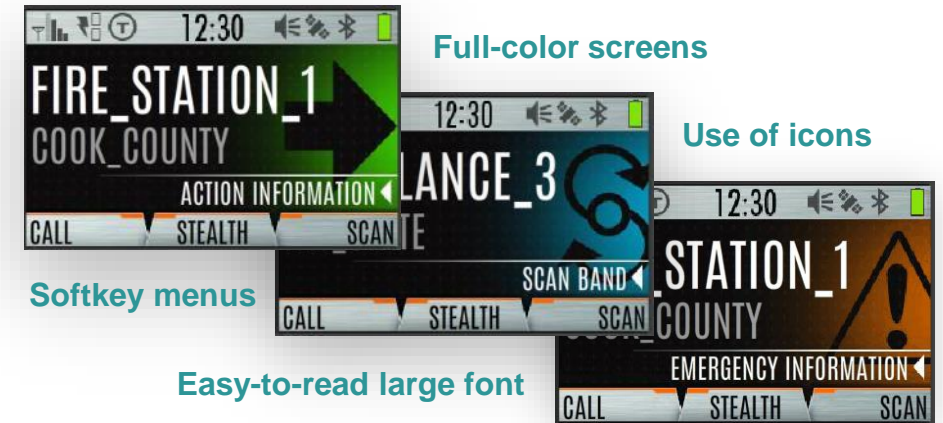 12:30
FIRE_STATION_1
COOK_COUNTY
ACTION INFORMATION
CALL STEALTH SCAN
Full-color screens
12:30
LANCE_3
TE
SCAN BAND
CALL STEALTH SCAN
Use of icons
12:30
_STATION_1
COUNTY
EMERGENCY INFORMATION
CALL STEALTH SCAN
Softkey menus
Easy-to-read large font